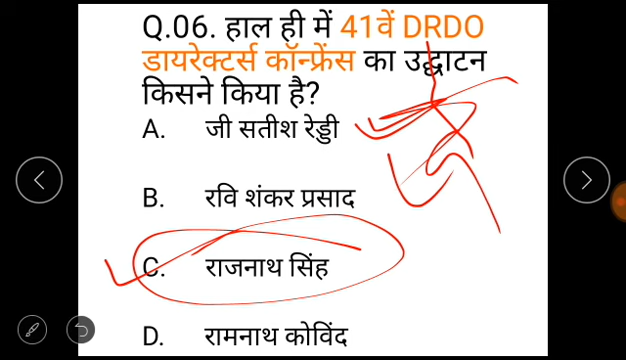 Q.06. हाल ही में 41वें DRDO
डायरेक्टर्स कॉन्फ्रेंस का उद्घाटन
किसने किया है?
A. जी सतीश रेड्डी
B. रवि शंकर प्रसाद
C. राजनाथ सिंह
D. रामनाथ कोविंद